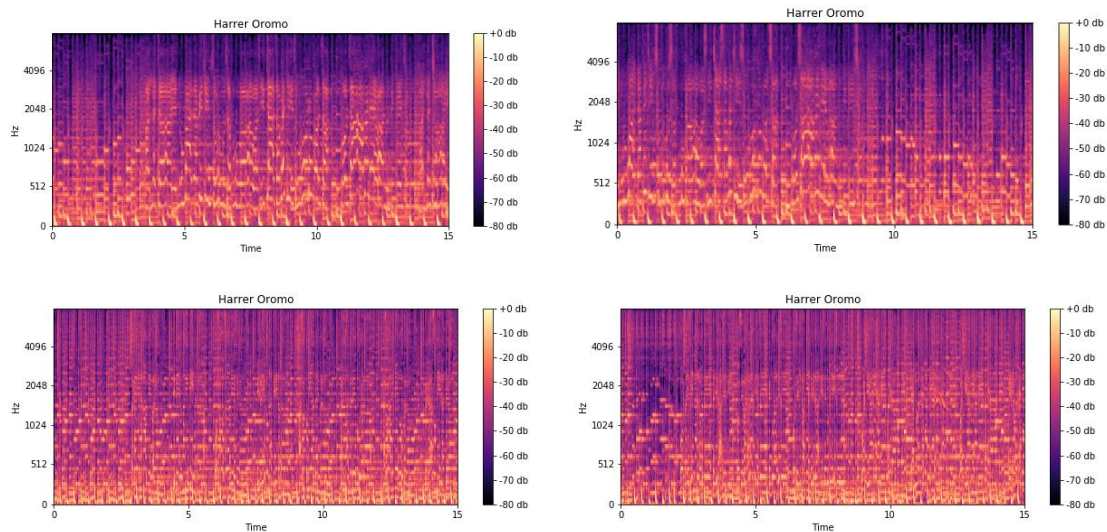 Harrer Oromo
Hz
4096
2048
1024
512
0
0
5
10
15
Time
+0 db
-10 db
-20 db
-30 db
-40 db
-50 db
-60 db
-70 db
-80 db
Harrer Oromo
Hz
4096
2048
1024
512
0
0
5
10
15
Time
+0 db
-10 db
-20 db
-30 db
-40 db
-50 db
-60 db
-70 db
-80 db
Harrer Oromo
Hz
4096
2048
1024
512
0
0
5
10
15
Time
+0 db
-10 db
-20 db
-30 db
-40 db
-50 db
-60 db
-70 db
-80 db
Harrer Oromo
Hz
4096
2048
1024
512
0
0
5
10
15
Time
+0 db
-10 db
-20 db
-30 db
-40 db
-50 db
-60 db
-70 db
-80 db